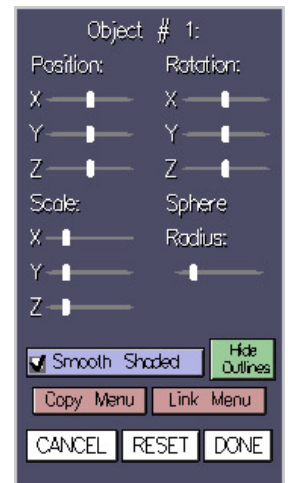 Object # 1:
Position: Rotation:
X X
Y Y
Z Z
Scale: Sphere
X Radius:
Y
Z
Smooth Shaded Hide Outlines
Copy Menu Link Menu
CANCEL RESET DONE